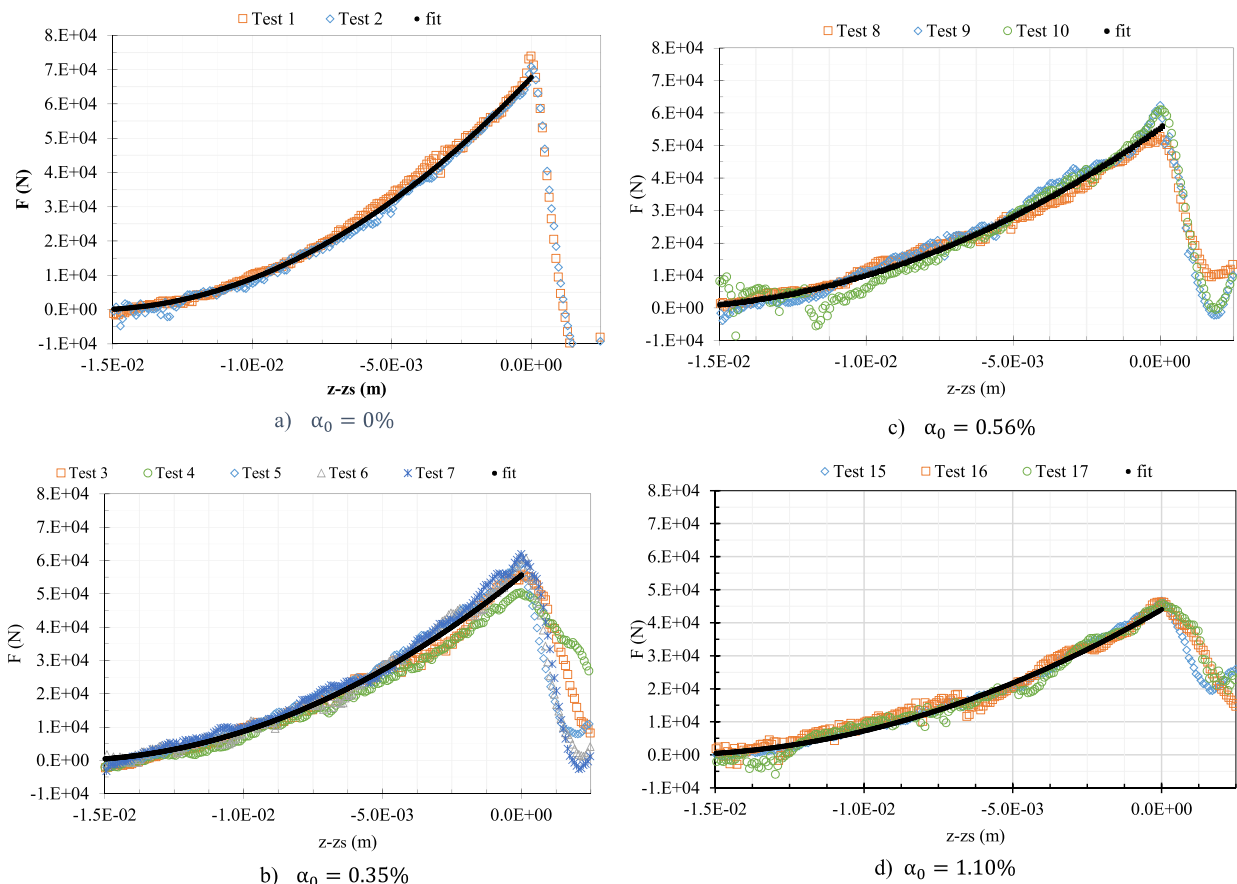 Test 1 Test 2 fit
8.E+04
7.E+04
6.E+04
5.E+04
4.E+04
3.E+04
2.E+04
1.E+04
0.E+00
-1.E+04
F (N)
-1.5E-02 -1.0E-02 -5.0E-03 0.0E+00
z-zs (m)
a) α₀ = 0%
Test 8 Test 9 Test 10 fit
8.E+04
7.E+04
6.E+04
5.E+04
4.E+04
3.E+04
2.E+04
1.E+04
0.E+00
-1.E+04
F (N)
-1.5E-02 -1.0E-02 -5.0E-03 0.0E+00
z-zs (m)
c) α₀ = 0.56%
Test 3 Test 4 Test 5 Test 6 Test 7 fit
8.E+04
7.E+04
6.E+04
5.E+04
4.E+04
3.E+04
2.E+04
1.E+04
0.E+00
-1.E+04
F (N)
-1.5E-02 -1.0E-02 -5.0E-03 0.0E+00
z-zs (m)
b) α₀ = 0.35%
Test 15 Test 16 Test 17 fit
8.E+04
7.E+04
6.E+04
5.E+04
4.E+04
3.E+04
2.E+04
1.E+04
0.E+00
-1.E+04
F (N)
-1.5E-02 -1.0E-02 -5.0E-03 0.0E+00
z-zs (m)
d) α₀ = 1.10%